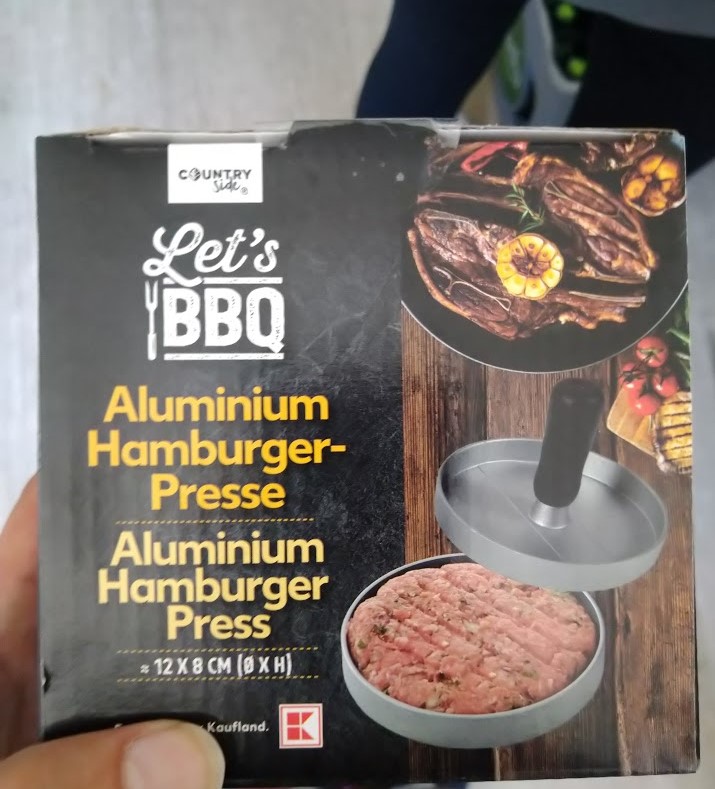 COUNTRY
Side®
Let's
BBQ
Aluminium
Hamburger-
Presse
Aluminium
Hamburger
Press
≈ 12 X 8 CM (Ø X H)
Kaufland.
K